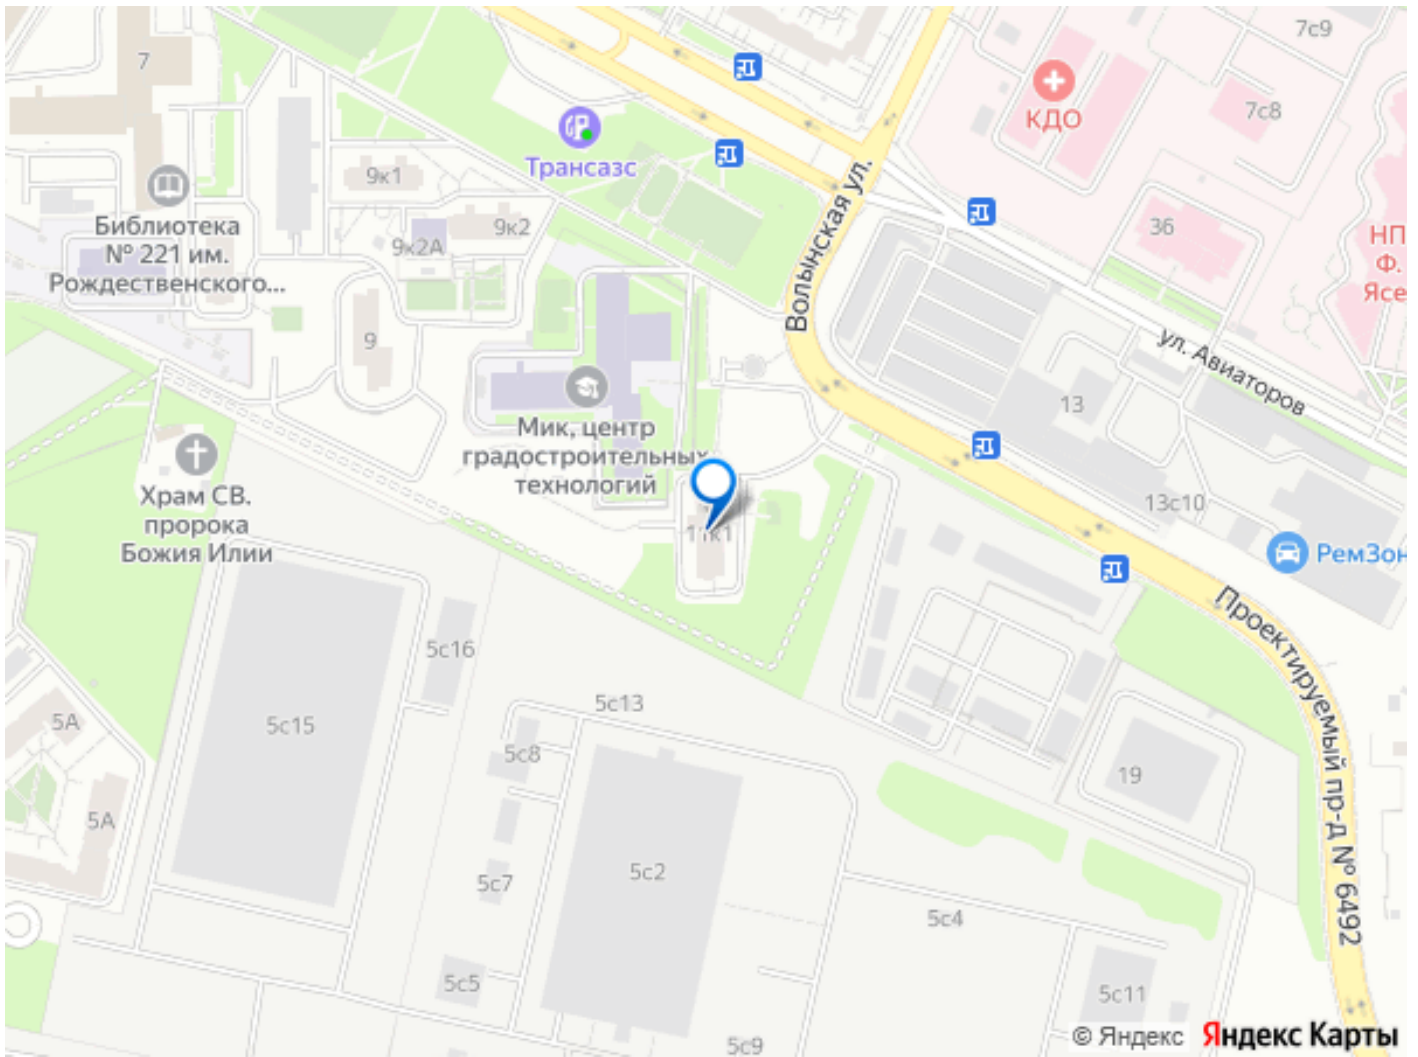 7с9
7
КДО
7с8
Трансазс
9к1
36
Библиотека
№ 221 им.
Рождественского...
9к2
9к2А
НП
Ф.
Ясе
Волынская ул.
9
ул. Авиаторов
13
Мик, центр
градостроительных
технологий
Храм СВ.
пророка
Божия Илии
13с10
11к1
РемЗон
Проектируемый пр-д № 6492
5с16
5с13
5А
5с15
5с8
19
5А
5с2
5с7
5с4
5с5
5с11
5с9
© Яндекс Яндекс Карты